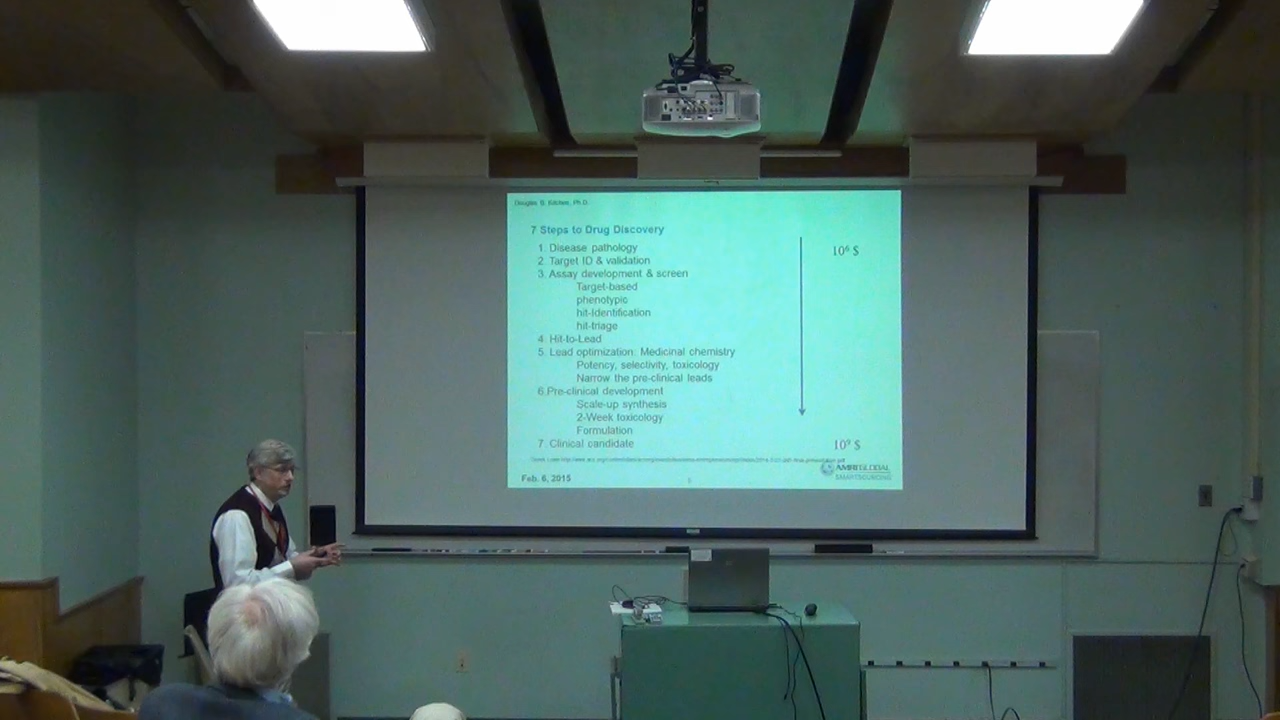 Douglas B. Kitchen, Ph.D.
7 Steps to Drug Discovery
1. Disease pathology
10⁶ $
2. Target ID & validation
3. Assay development & screen
Target-based
phenotypic
hit-Identification
hit-triage
4. Hit-to-Lead
5. Lead optimization: Medicinal chemistry
Potency, selectivity, toxicology
Narrow the pre-clinical leads
6.Pre-clinical development
Scale-up synthesis
2-Week toxicology
Formulation
7. Clinical candidate
10⁹ $
AMRIGLOBAL
SMARTSOURCING
Feb. 6, 2015